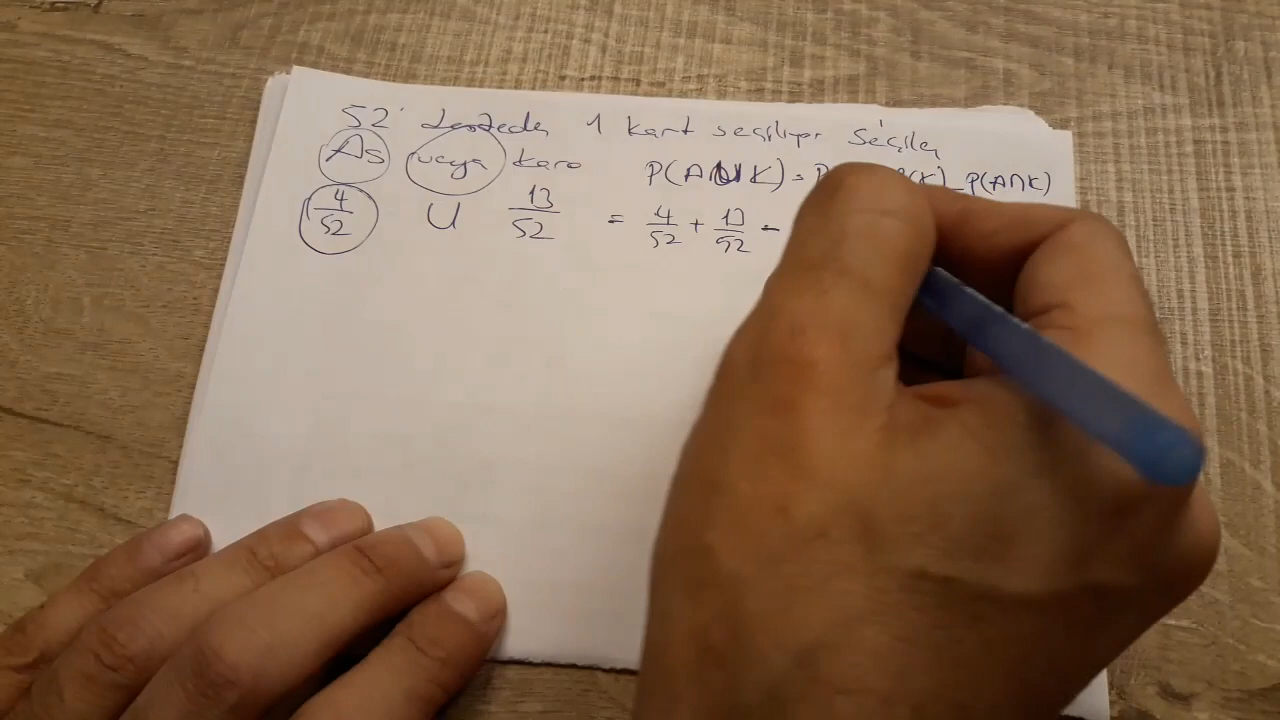 52' destede 1 kart seçiliyor Seçilen
As veya karo P(A∪K) = P P(K) - P(A∩K)
4/52 ∪ 13/52 = 4/52 + 13/52 -